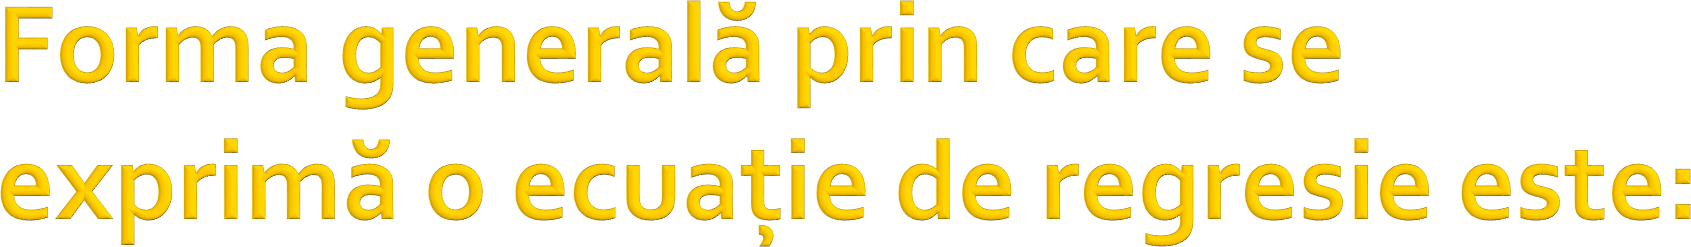 Forma generală prin care se
exprimă o ecuație de regresie este: